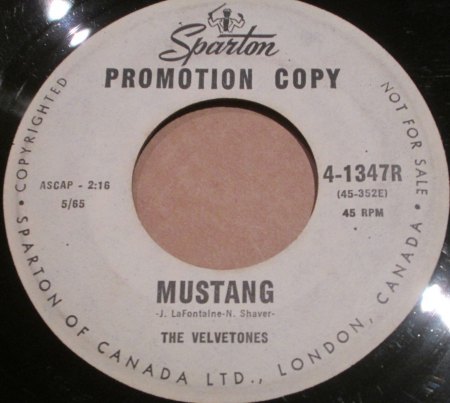 Sparton
PROMOTION COPY
COPYRIGHTED
NOT FOR SALE
ASCAP - 2:16
5/65
4-1347R
(45-352E)
45 RPM
MUSTANG
-J. LaFontaine-N. Shaver-
THE VELVETONES
• SPARTON OF CANADA LTD., LONDON, CANADA •